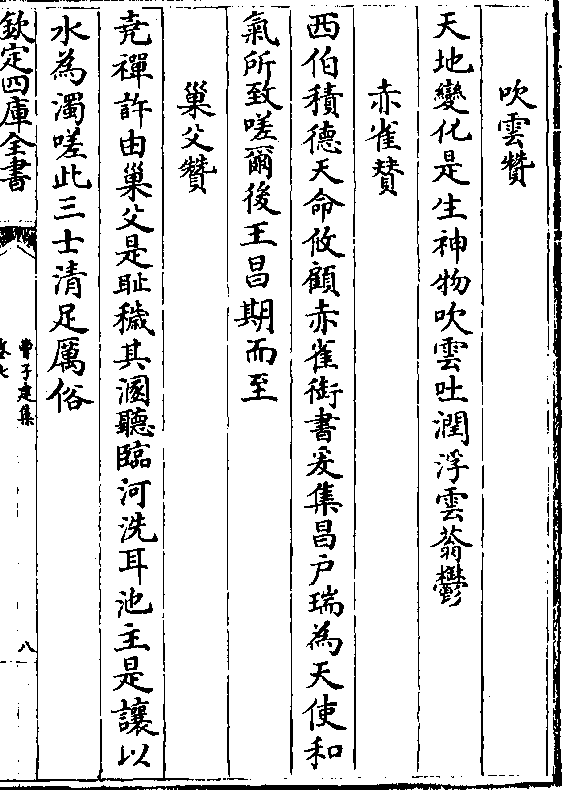 吹雲贊
天地變化是生神物吹雲吐潤浮雲蓊鬱
赤雀贊
西伯積德天命攸顧赤雀銜書爰集昌户瑞為天使和
氣所致嗟爾後王昌期而至
巢父贊
堯禪許由巢父是耻穢其溷聽臨河洗耳池主是讓以
水為濁嗟此三士清足厲俗
欽定四庫全書
曹子建集
卷七
八